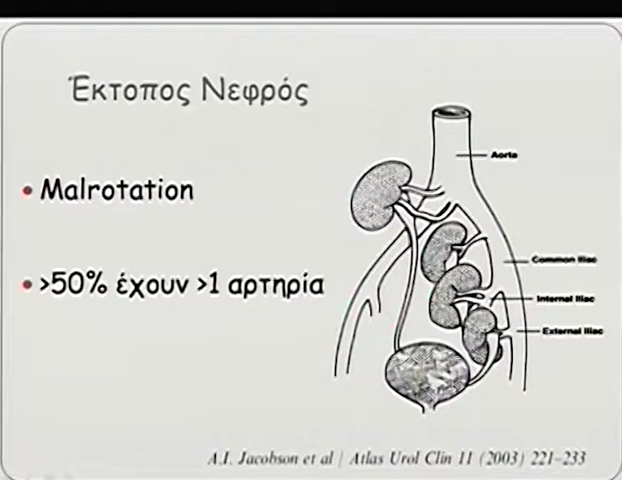 Έκτοπος Νεφρός
• Malrotation
• >50% έχουν >1 αρτηρία
Aorta
Common Iliac
Internal Iliac
External Iliac
A.I. Jacobson et al / Atlas Urol Clin 11 (2003) 221–233